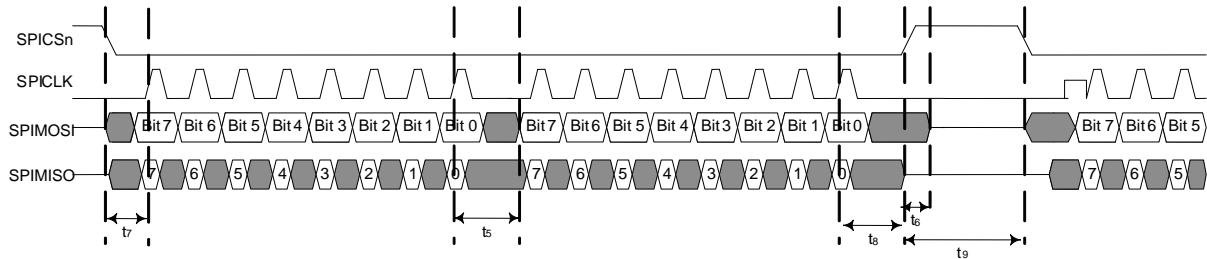 SPICSn
SPICLK
SPIMOSI Bit 7 Bit 6 Bit 5 Bit 4 Bit 3 Bit 2 Bit 1 Bit 0 Bit 7 Bit 6 Bit 5 Bit 4 Bit 3 Bit 2 Bit 1 Bit 0 Bit 7 Bit 6 Bit 5
SPIMISO 7 6 5 4 3 2 1 0 7 6 5 4 3 2 1 0 7 6 5
t7 t5 t8 t6
t9